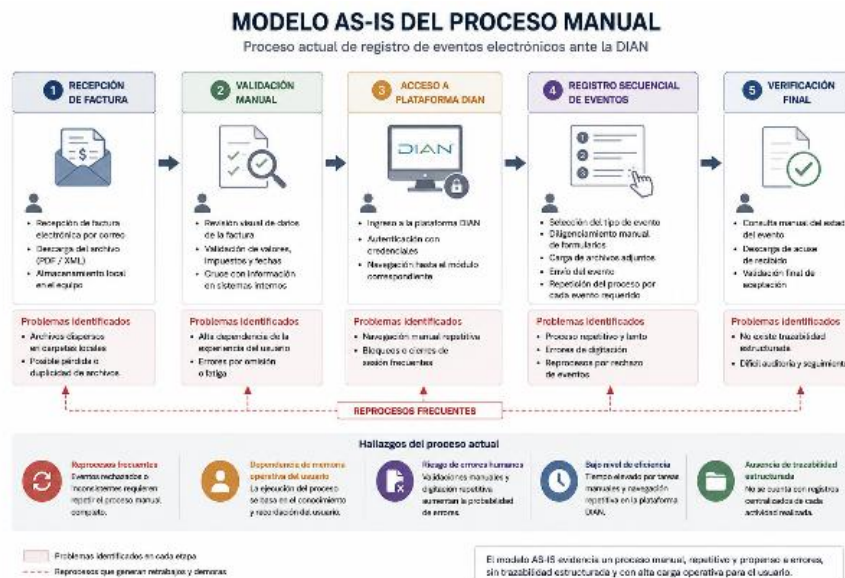 MODELO AS-IS DEL PROCESO MANUAL
Proceso actual de registro de eventos electrónicos ante la DIAN
1 RECEPCIÓN
DE FACTURA
$
• Recepción de factura
electrónica por correo
• Descarga del archivo
(PDF / XML)
• Almacenamiento local
en el equipo
Problemas identificados
• Archivos dispersos
en carpetas locales
• Posible pérdida o
duplicidad de archivos.
2 VALIDACIÓN
MANUAL
• Revisión visual de datos
de la factura
• Validación de valores,
impuestos y fechas
• Cruce con información
en sistemas internos
Problemas identificados
• Alta dependencia de la
experiencia del usuario
• Errores por omisión
o fatiga
3 ACCESO A
PLATAFORMA DIAN
DIAN
• Ingreso a la plataforma DIAN
• Autenticación con
credenciales
• Navegación hasta el módulo
correspondiente
Problemas identificados
• Navegación manual repetitiva
• Bloqueos o cierres de
sesión frecuentes
4 REGISTRO SECUENCIAL
DE EVENTOS
1
2
3
• Selección del tipo de evento
• Diligenciamiento manual
de formularios
• Carga de archivos adjuntos
• Envío del evento
• Repetición del proceso por
cada evento requerido
Problemas identificados
• Proceso repetitivo y lento
• Errores de digitación
• Reprocesos por rechazo
de eventos
5 VERIFICACIÓN
FINAL
• Consulta manual del estad
del evento
• Descarga de acuse
de recibido
• Validación final de
aceptación
Problemas identificados
• No existe trazabilidad
estructurada
• Difícil auditoría y seguimient
REPROCESOS FRECUENTES
Hallazgos del proceso actual
Reprocesos frecuentes
Eventos rechazados o
inconsistentes requieren
repetir el proceso manual
completo.
Dependencia de memoria
operativa del usuario
La ejecución del proceso
se basa en el conocimiento
y recordación del usuario.
Riesgo de errores humanos
Validaciones manuales y
digitación repetitiva
aumentan la probabilidad
de errores.
Bajo nivel de eficiencia
Tiempo elevado por tareas
manuales y navegación
repetitiva en la plataforma
DIAN.
Ausencia de trazabilidad
estructurada
No se cuenta con registros
centralizados de cada
actividad realizada.
Problemas identificados en cada etapa
Reprocesos que generan retrabajos y demoras
El modelo AS-IS evidencia un proceso manual, repetitivo y propenso a errores,
sin trazabilidad estructurada y con alta carga operativa para el usuario.